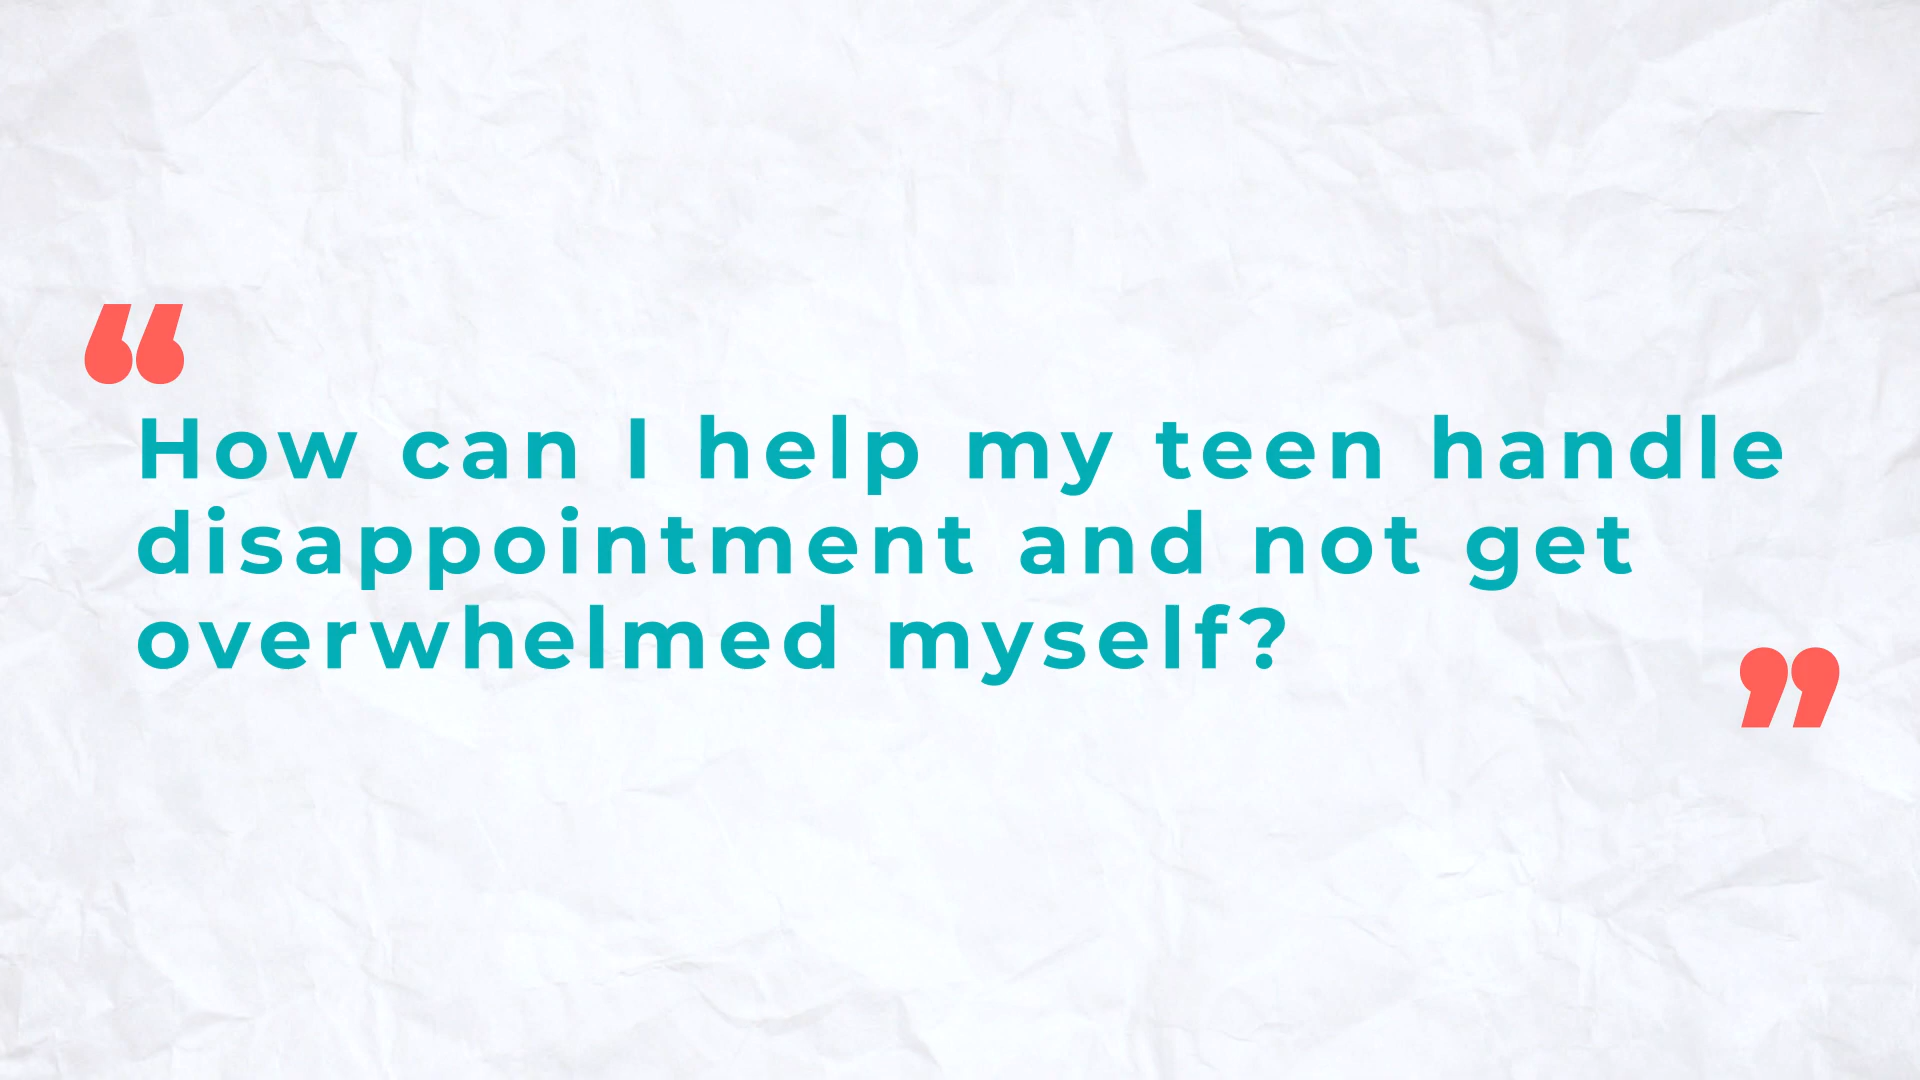 “
How can I help my teen handle
disappointment and not get
overwhelmed myself?
”